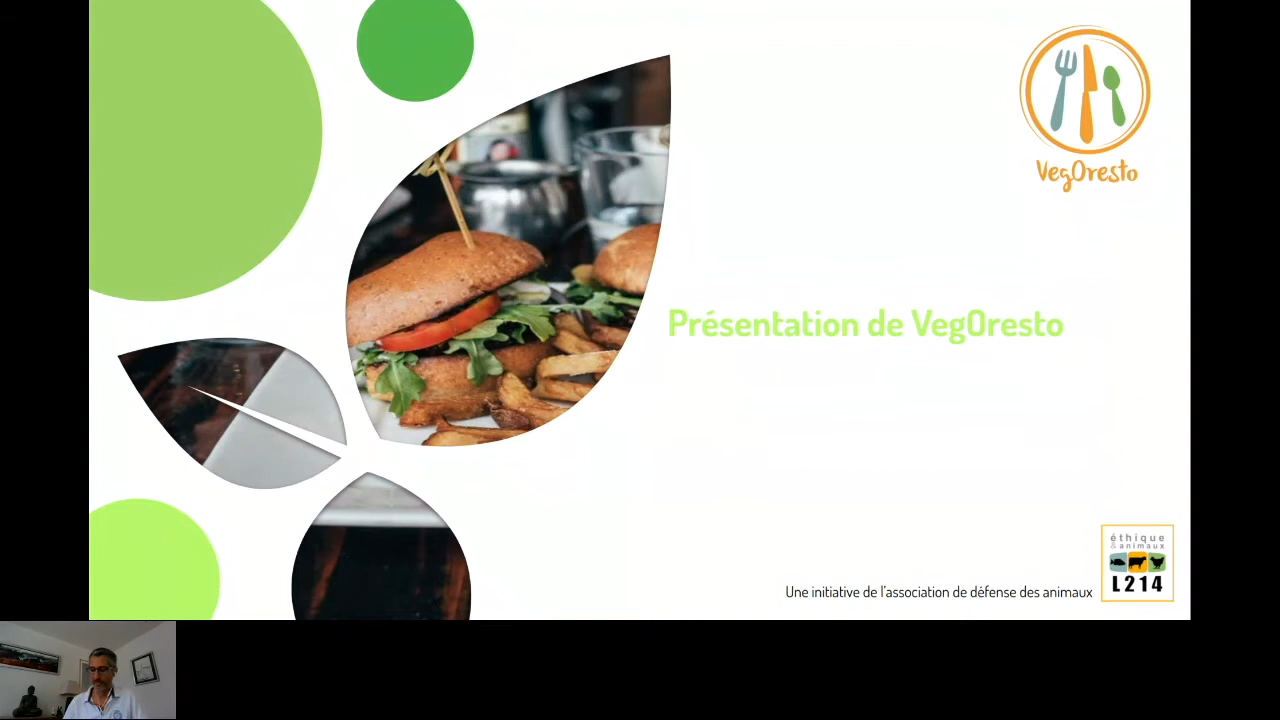 VegOresto
Présentation de VegOresto
Une initiative de l'association de défense des animaux
éthique
& animaux
L214